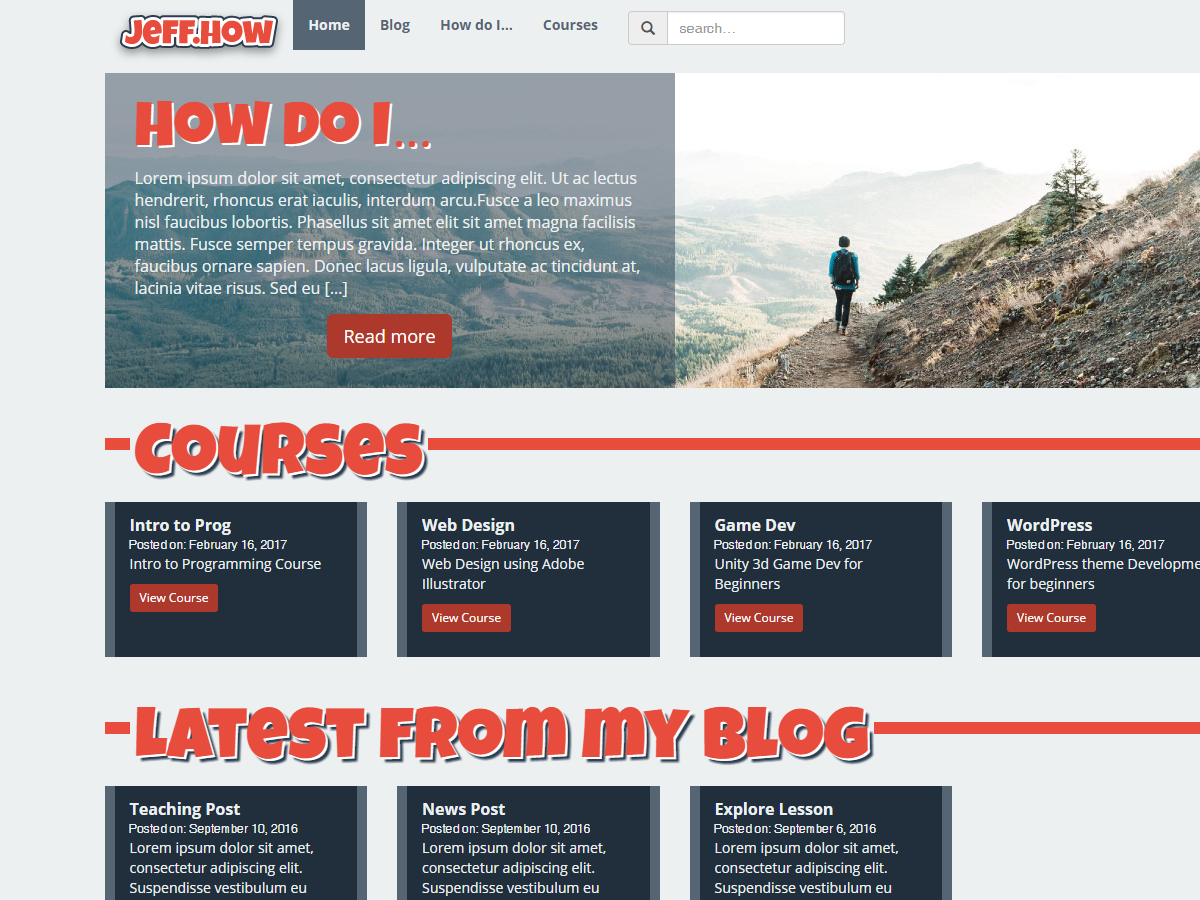 JEFF.HOW
Home Blog How do I... Courses search...
HOW DO I...
Lorem ipsum dolor sit amet, consectetur adipiscing elit. Ut ac lectus
hendrerit, rhoncus erat iaculis, interdum arcu.Fusce a leo maximus
nisl faucibus lobortis. Phasellus sit amet elit sit amet magna facilisis
mattis. Fusce semper tempus gravida. Integer ut rhoncus ex,
faucibus ornare sapien. Donec lacus ligula, vulputate ac tincidunt at,
lacinia vitae risus. Sed eu [...]
Read more
Courses
Intro to Prog
Posted on: February 16, 2017
Intro to Programming Course
View Course
Web Design
Posted on: February 16, 2017
Web Design using Adobe
Illustrator
View Course
Game Dev
Posted on: February 16, 2017
Unity 3d Game Dev for
Beginners
View Course
WordPress
Posted on: February 16, 2017
WordPress theme Developme
for beginners
View Course
Latest from my Blog
Teaching Post
Posted on: September 10, 2016
Lorem ipsum dolor sit amet,
consectetur adipiscing elit.
Suspendisse vestibulum eu
News Post
Posted on: September 10, 2016
Lorem ipsum dolor sit amet,
consectetur adipiscing elit.
Suspendisse vestibulum eu
Explore Lesson
Posted on: September 6, 2016
Lorem ipsum dolor sit amet,
consectetur adipiscing elit.
Suspendisse vestibulum eu